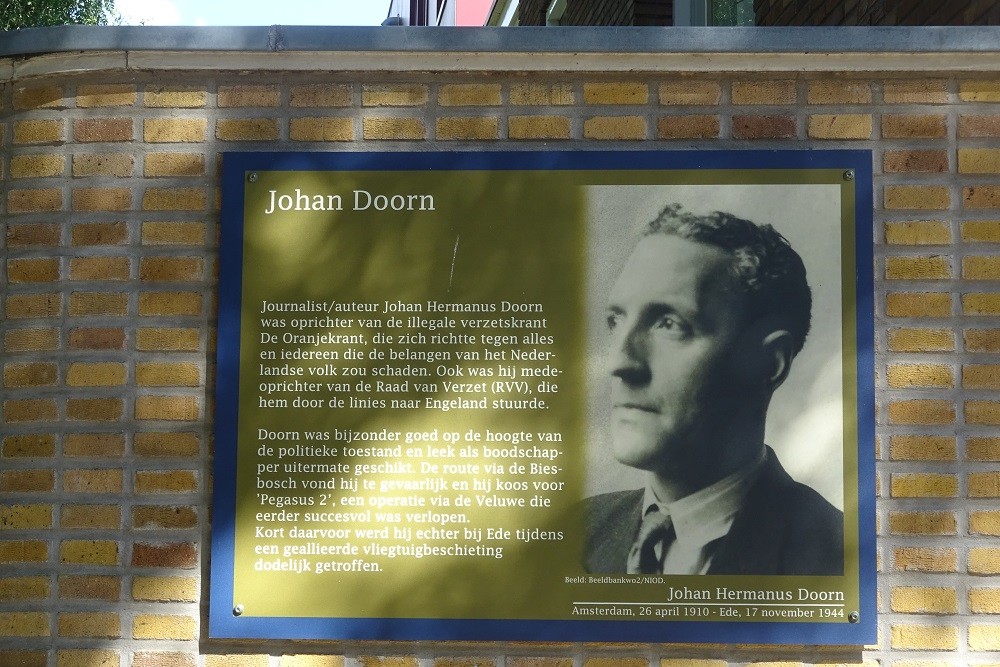 Johan Doorn
Journalist/auteur Johan Hermanus Doorn
was oprichter van de illegale verzetskrant
De Oranjekrant, die zich richtte tegen alles
en iedereen die de belangen van het Neder-
landse volk zou schaden. Ook was hij mede-
oprichter van de Raad van Verzet (RVV), die
hem door de linies naar Engeland stuurde.
Doorn was bijzonder goed op de hoogte van
de politieke toestand en leek als boodschap-
per uitermate geschikt. De route via de Bies-
bosch vond hij te gevaarlijk en hij koos voor
'Pegasus 2', een operatie via de Veluwe die
eerder succesvol was verlopen.
Kort daarvoor werd hij echter bij Ede tijdens
een geallieerde vliegtuigbeschieting
dodelijk getroffen.
Beeld: Beeldbankwo2/NIOD.
Johan Hermanus Doorn
Amsterdam, 26 april 1910 - Ede, 17 november 1944